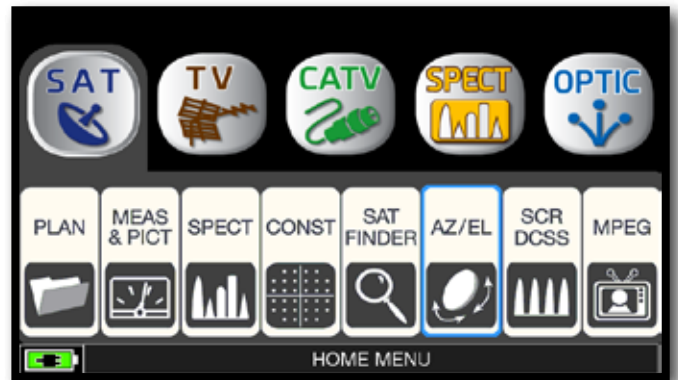 SAT TV CATV SPECT OPTIC
PLAN
MEAS
& PICT
SPECT
CONST
SAT
FINDER
AZ/EL
SCR
DCSS
MPEG
HOME MENU